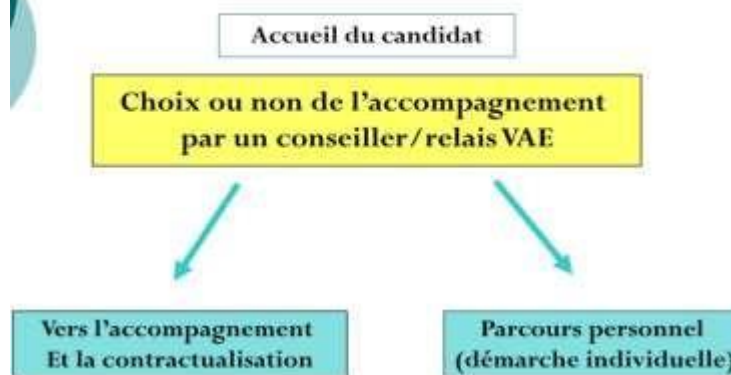 Accueil du candidat
Choix ou non de l'accompagnement
par un conseiller/relais VAE
Vers l'accompagnement
Et la contractualisation
Parcours personnel
(démarche individuelle)